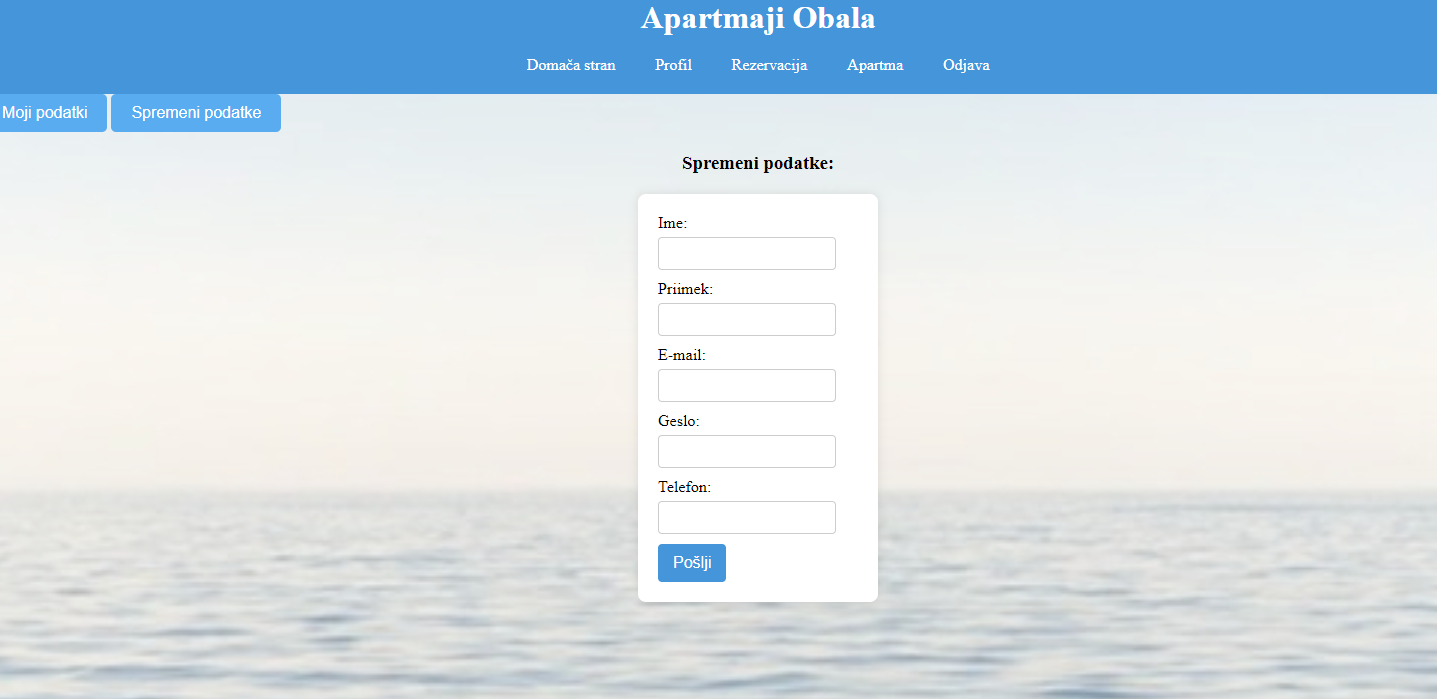 Apartmaji Obala
Domača stran Profil Rezervacija Apartma Odjava
Moji podatki Spremeni podatke
Spremeni podatke:
Ime:
Priimek:
E-mail:
Geslo:
Telefon:
Pošlji